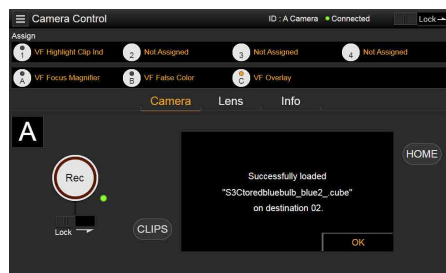 Camera Control
ID : A Camera
Connected
Lock
Assign
1 VF Highlight Clip Ind
2 Not Assigned
3 Not Assigned
4 Not Assigned
A VF Focus Magnifier
B VF False Color
C VF Overlay
Camera
Lens
Info
A
HOME
Rec
Successfully loaded
"S3Ctoredbluebulb_blue2_.cube"
on destination 02.
Lock
CLIPS
OK